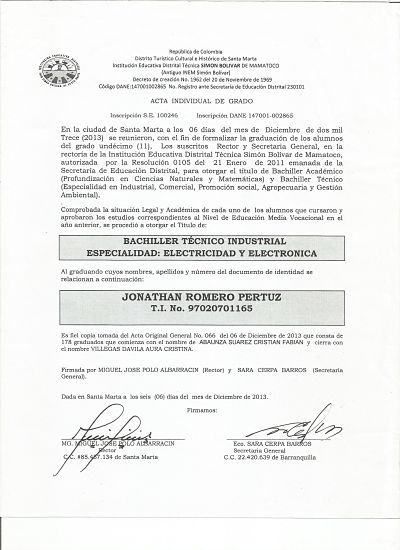 República de Colombia
Distrito Turístico Cultural e Histórico de Santa Marta
Institución Educativa Distrital Técnica SIMON BOLIVAR DE MAMATOCO
(Antiguo INEM Simón Bolívar)
Decreto de creación No. 1962 del 20 de Noviembre de 1969
Código DANE:147001002865 No. Registro ante Secretaría de Educación Distrital 230101
ACTA INDIVIDUAL DE GRADO
Inscripción S.E. 100246 Inscripción DANE 147001-002865
En la ciudad de Santa Marta a los 06 días del mes de Diciembre de dos mil
Trece (2013) se reunieron, con el fin de formalizar la graduación de los alumnos
del grado undécimo (11), Los suscritos Rector y Secretaria General, en
la rectoría de la Institución Educativa Distrital Técnica Simón Bolívar de Mamatoco,
autorizada por la Resolución 0105 del 21 Enero de 2011 emanada de la
Secretaría de Educación Distrital, para otorgar el título de Bachiller Académico
(Profundización en Ciencias Naturales y Matemáticas) y Bachiller Técnico
(Especialidad en Industrial, Comercial, Promoción social, Agropecuaria y Gestión
Ambiental).
Comprobada la situación Legal y Académica de cada uno de los alumnos que cursaron y
aprobaron los estudios correspondientes al Nivel de Educación Media Vocacional en el
año anterior, se procedió a otorgar el Titulo de:
BACHILLER TÉCNICO INDUSTRIAL
ESPECIALIDAD: ELECTRICIDAD Y ELECTRONICA
Al graduando cuyos nombres, apellidos y número del documento de identidad se
relacionan a continuación:
JONATHAN ROMERO PERTUZ
T.I. No. 97020701165
Es fiel copia tomada del Acta Original General No. 066 del 06 de Diciembre de 2013 que consta de
178 graduados que comienza con el nombre de ABAUNZA SUAREZ CRISTIAN FABIAN y cierra con
el nombre VILLEGAS DAVILA AURA CRISTINA.
Firmada por MIGUEL JOSE POLO ALBARRACIN (Rector) y SARA CERPA BARROS (Secretaria
General).
Dada en Santa Marta a los seis (06) días del mes de Diciembre de 2013.
Firmamos:
MG. MIGUEL JOSE POLO ALBARRACIN Eco. SARA CERPA BARROS
Rector Secretaria General
C.C. #85.457.134 de Santa Marta C.C. 22.420.639 de Barranquilla